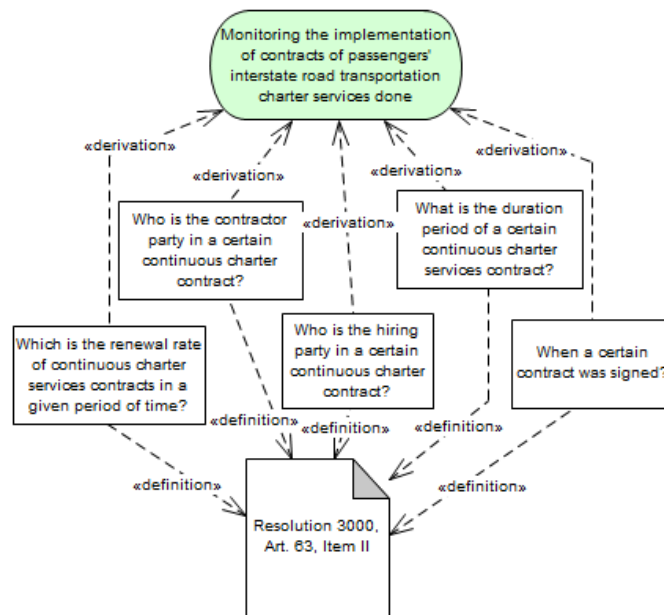 Monitoring the implementation
of contracts of passengers'
interstate road transportation
charter services done
«derivation»
«derivation»
«derivation»
«derivation»
«derivation»
Who is the contractor
party in a certain
continuous charter
contract?
What is the duration
period of a certain
continuous charter
services contract?
Which is the renewal rate
of continuous charter
services contracts in a
given period of time?
Who is the hiring
party in a certain
continuous charter
contract?
When a certain
contract was signed?
«definition»
«definition»
«definition»
«definition»
«definition»
Resolution 3000,
Art. 63, Item II